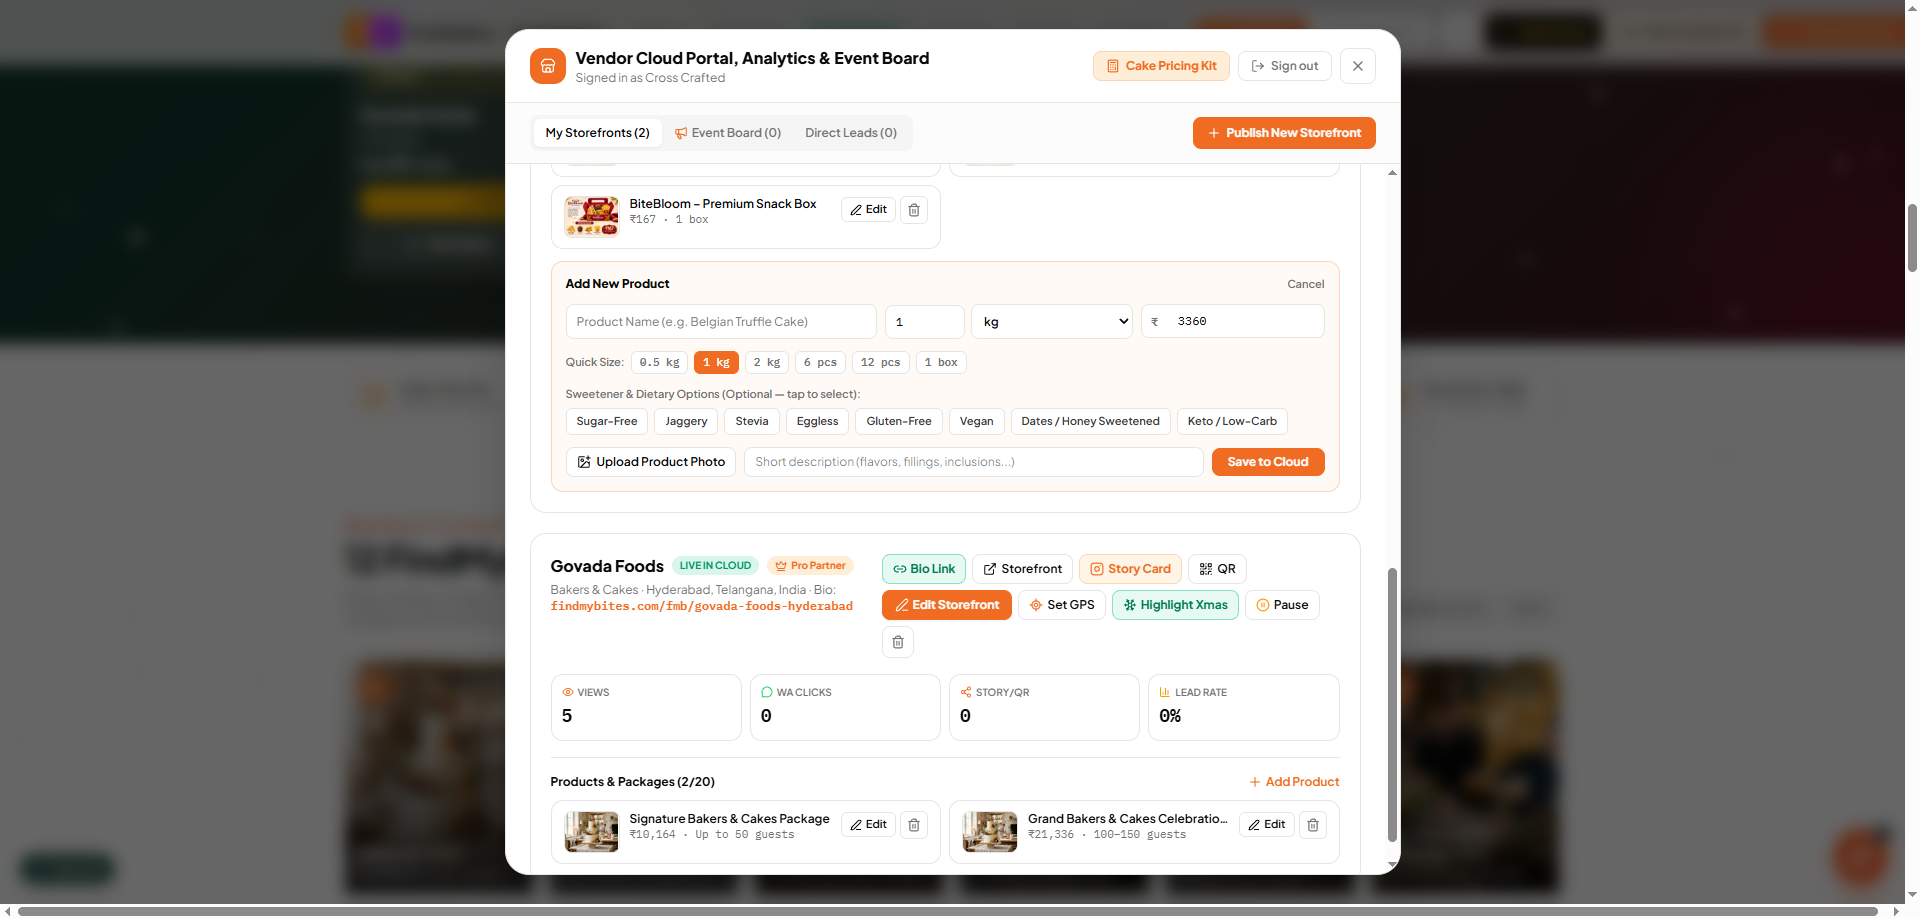 Vendor Cloud Portal, Analytics & Event Board
Signed in as Cross Crafted
Cake Pricing Kit
Sign out
My Storefronts (2)
Event Board (0)
Direct Leads (0)
+ Publish New Storefront
BiteBloom – Premium Snack Box
₹167 · 1 box
Edit
Add New Product
Cancel
Product Name (e.g. Belgian Truffle Cake)
1
kg
₹ 3360
Quick Size: 0.5 kg 1 kg 2 kg 6 pcs 12 pcs 1 box
Sweetener & Dietary Options (Optional — tap to select):
Sugar-Free Jaggery Stevia Eggless Gluten-Free Vegan Dates / Honey Sweetened Keto / Low-Carb
Upload Product Photo
Short description (flavors, fillings, inclusions...)
Save to Cloud
Govada Foods LIVE IN CLOUD Pro Partner
Bakers & Cakes · Hyderabad, Telangana, India · Bio:
findmybites.com/fmb/govada-foods-hyderabad
Bio Link Storefront Story Card QR
Edit Storefront Set GPS Highlight Xmas Pause
VIEWS
5
WA CLICKS
0
STORY/QR
0
LEAD RATE
0%
Products & Packages (2/20)
+ Add Product
Signature Bakers & Cakes Package
₹10,164 · Up to 50 guests
Edit
Grand Bakers & Cakes Celebratio...
₹21,336 · 100–150 guests
Edit